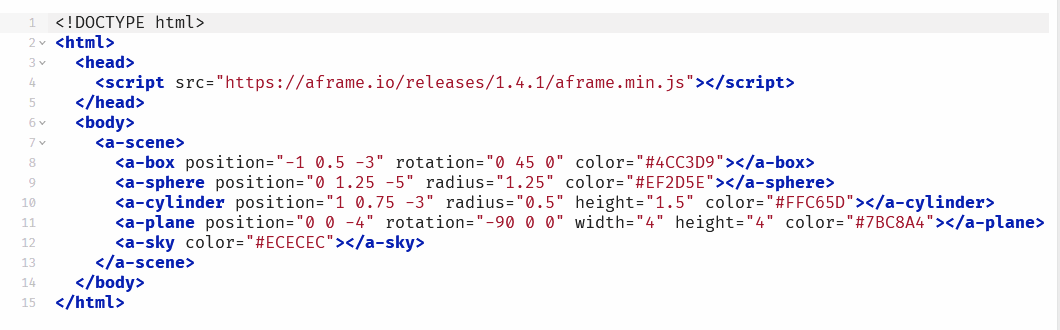 1 <!DOCTYPE html>
2 <html>
3 <head>
4 <script src="https://aframe.io/releases/1.4.1/aframe.min.js"></script>
5 </head>
6 <body>
7 <a-scene>
8 <a-box position="-1 0.5 -3" rotation="0 45 0" color="#4CC3D9"></a-box>
9 <a-sphere position="0 1.25 -5" radius="1.25" color="#EF2D5E"></a-sphere>
10 <a-cylinder position="1 0.75 -3" radius="0.5" height="1.5" color="#FFC65D"></a-cylinder>
11 <a-plane position="0 0 -4" rotation="-90 0 0" width="4" height="4" color="#7BC8A4"></a-plane>
12 <a-sky color="#ECECEC"></a-sky>
13 </a-scene>
14 </body>
15 </html>